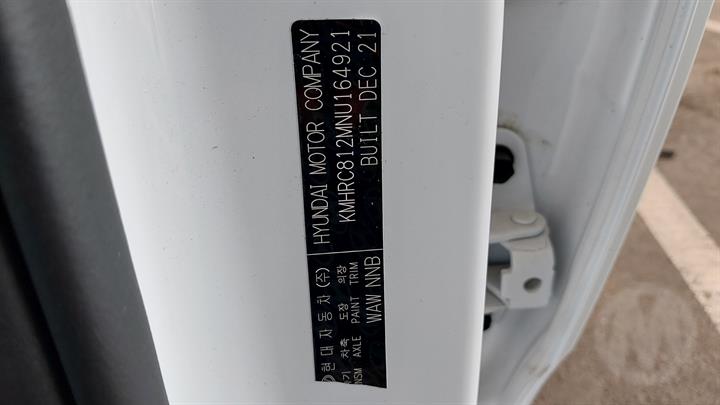 현대자동차(주) HYUNDAI MOTOR COMPANY
차축 도장 의장 KMHRC812MNU164921
AXLE PAINT TRIM BUILT DEC 21
WAW NNB